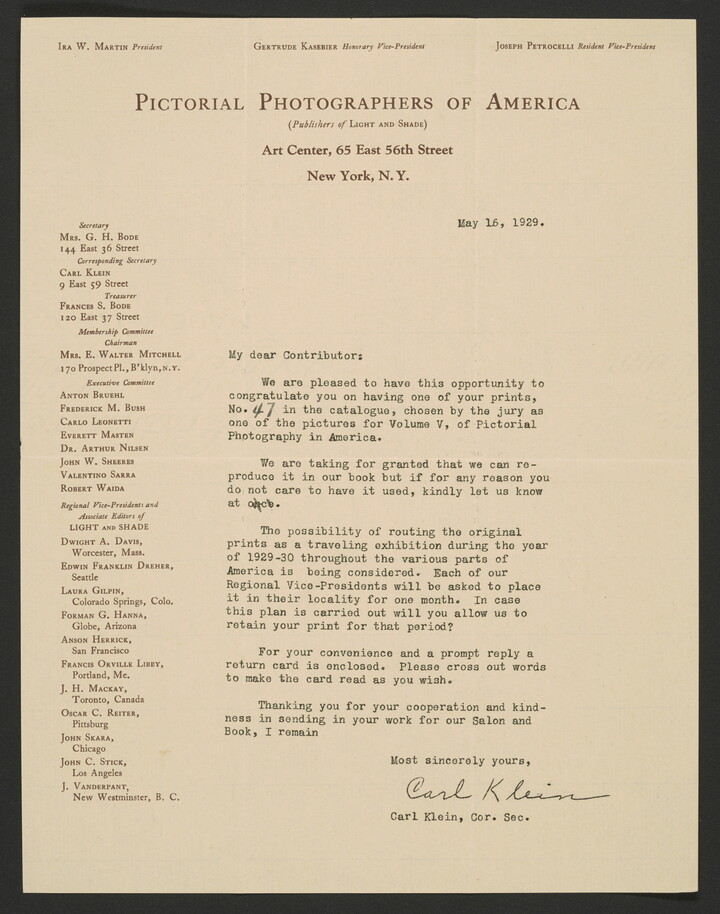 Ira W. Martin President
Gertrude Kasebier Honorary Vice-President
Joseph Petrocelli Resident Vice-President
Pictorial Photographers of America
(Publishers of Light and Shade)
Art Center, 65 East 56th Street
New York, N.Y.
May 16, 1929.
Secretary
Mrs. G. H. Bode
144 East 36 Street
Corresponding Secretary
Carl Klein
9 East 59 Street
Treasurer
Frances S. Bode
120 East 37 Street
Membership Committee
Chairman
Mrs. E. Walter Mitchell
170 Prospect Pl., B'klyn, N.Y.
Executive Committee
Anton Bruehl
Frederick M. Bush
Carlo Leonetti
Everett Masten
Dr. Arthur Nilsen
John W. Sheeres
Valentino Sarra
Robert Waida
Regional Vice-Presidents and
Associate Editors of
LIGHT AND SHADE
Dwight A. Davis,
Worcester, Mass.
Edwin Franklin Dreher,
Seattle
Laura Gilpin,
Colorado Springs, Colo.
Forman G. Hanna,
Globe, Arizona
Anson Herrick,
San Francisco
Francis Orville Libby,
Portland, Me.
J. H. Mackay,
Toronto, Canada
Oscar C. Reiter,
Pittsburg
John Skara,
Chicago
John C. Stick,
Los Angeles
J. Vanderpant,
New Westminster, B. C.
My dear Contributor:
We are pleased to have this opportunity to
congratulate you on having one of your prints,
No. 47 in the catalogue, chosen by the jury as
one of the pictures for Volume V, of Pictorial
Photography in America.
We are taking for granted that we can re-
produce it in our book but if for any reason you
do not care to have it used, kindly let us know
at once.
The possibility of routing the original
prints as a traveling exhibition during the year
of 1929-30 throughout the various parts of
America is being considered. Each of our
Regional Vice-Presidents will be asked to place
it in their locality for one month. In case
this plan is carried out will you allow us to
retain your print for that period?
For your convenience and a prompt reply a
return card is enclosed. Please cross out words
to make the card read as you wish.
Thanking you for your cooperation and kind-
ness in sending in your work for our Salon and
Book, I remain
Most sincerely yours,
Carl Klein
Carl Klein, Cor. Sec.